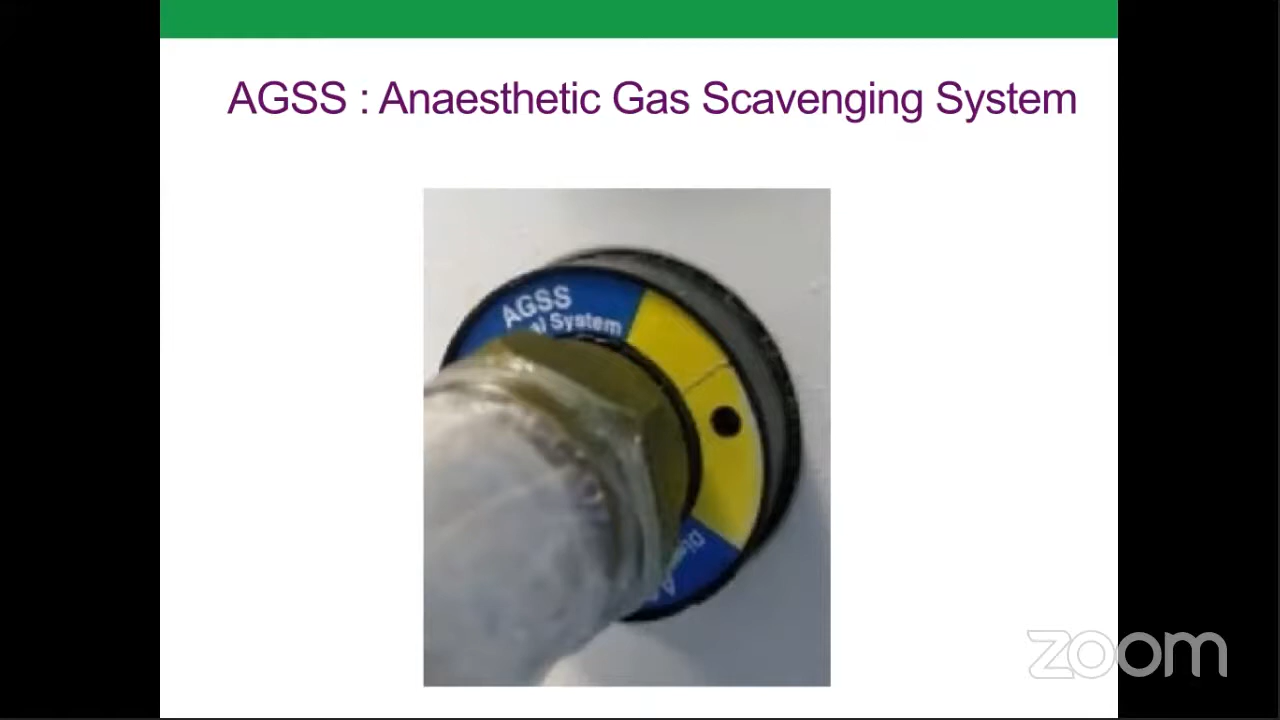 AGSS : Anaesthetic Gas Scavenging System
AGSS
System
zoom